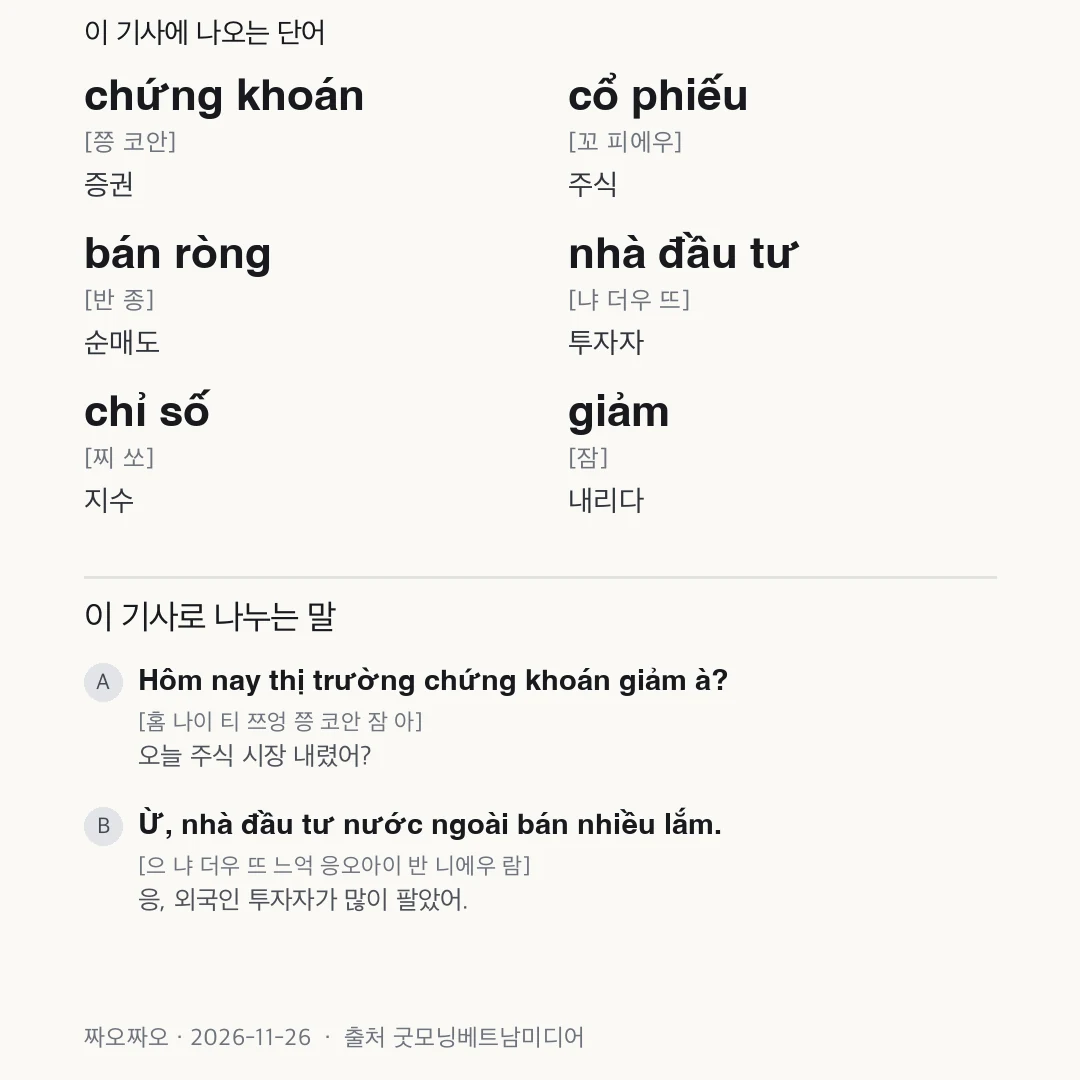 이 기사에 나오는 단어
chứng khoán
[쯩 코안]
증권
cổ phiếu
[꼬 피에우]
주식
bán ròng
[반 종]
순매도
nhà đầu tư
[냐 더우 뜨]
투자자
chỉ số
[찌 쏘]
지수
giảm
[잠]
내리다
이 기사로 나누는 말
A
Hôm nay thị trường chứng khoán giảm à?
[홈 나이 티 쯔엉 쯩 코안 잠 아]
오늘 주식 시장 내렸어?
B
Ừ, nhà đầu tư nước ngoài bán nhiều lắm.
[으 냐 더우 뜨 느억 응오아이 반 니에우 람]
응, 외국인 투자자가 많이 팔았어.
짜오짜오 · 2026-11-26 · 출처 굿모닝베트남미디어